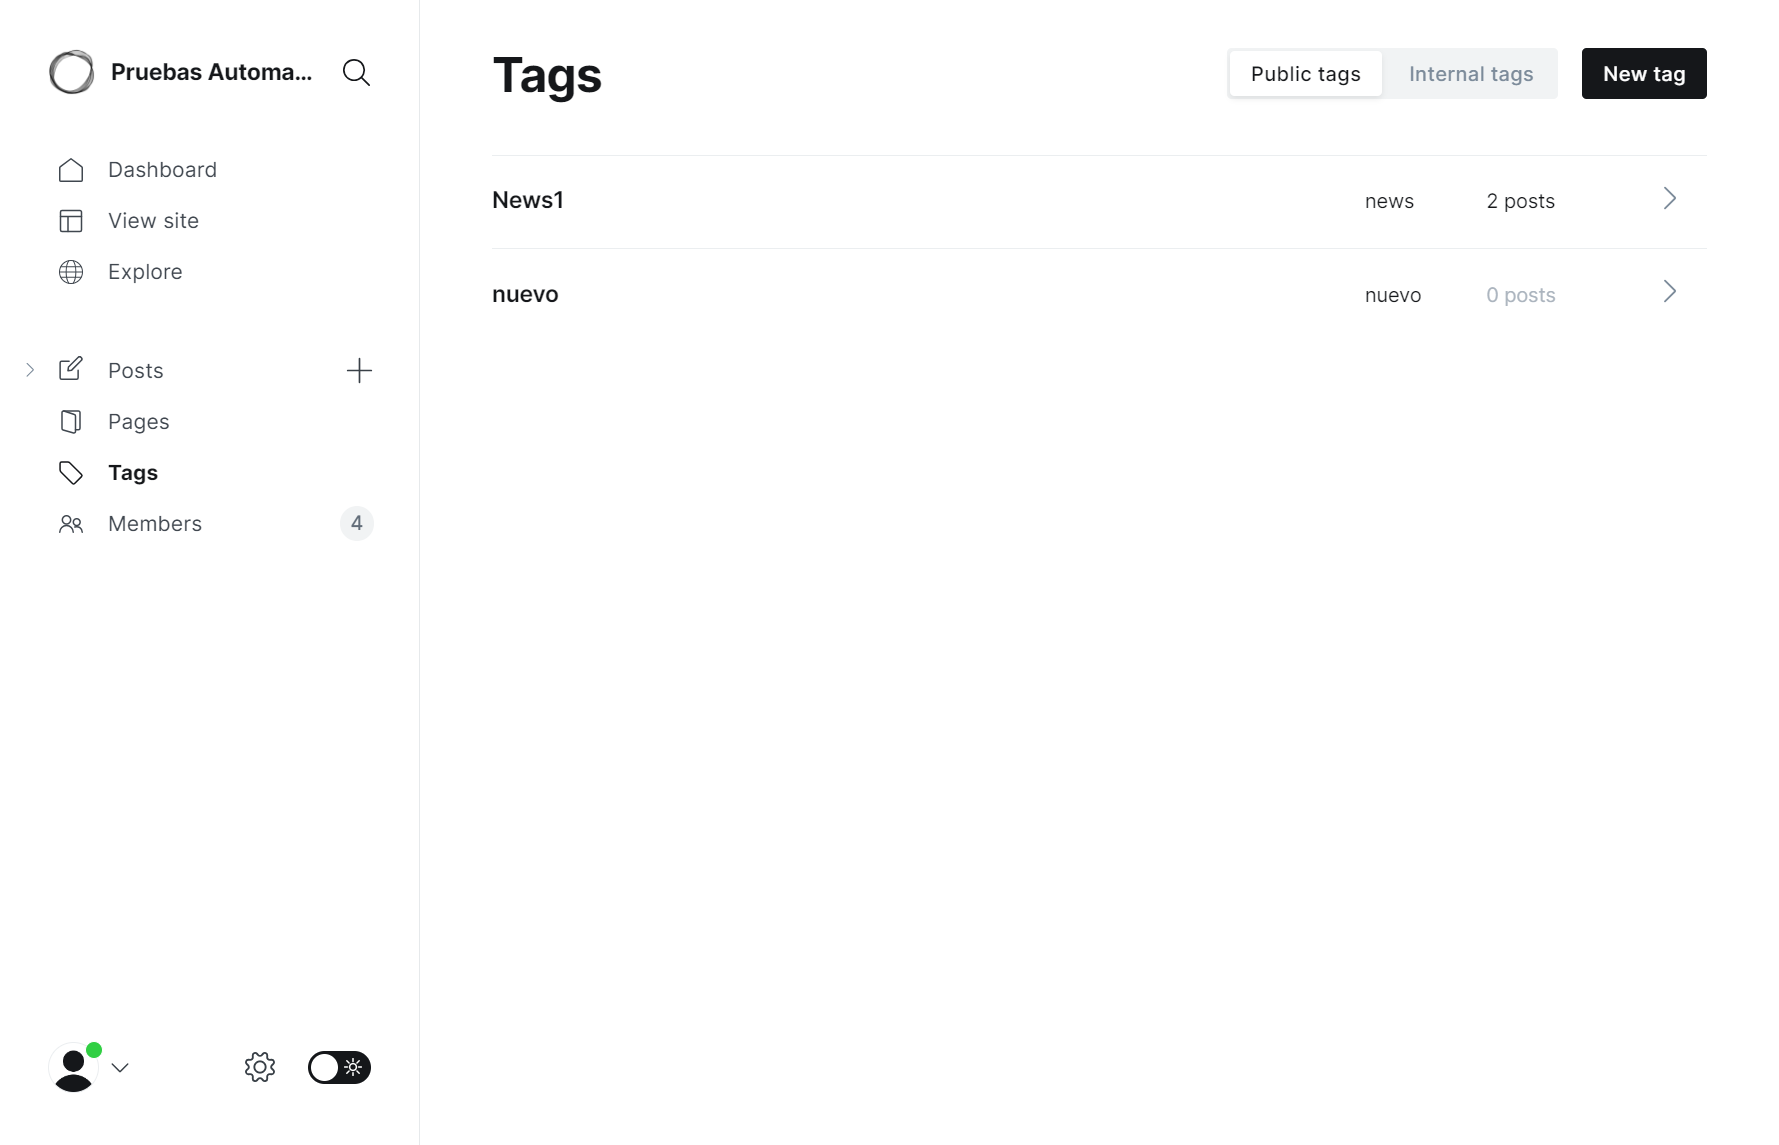 Pruebas Automa...
Dashboard
View site
Explore
Posts
Pages
Tags
Members 4
Tags
Public tags Internal tags New tag
News1 news 2 posts
nuevo nuevo 0 posts